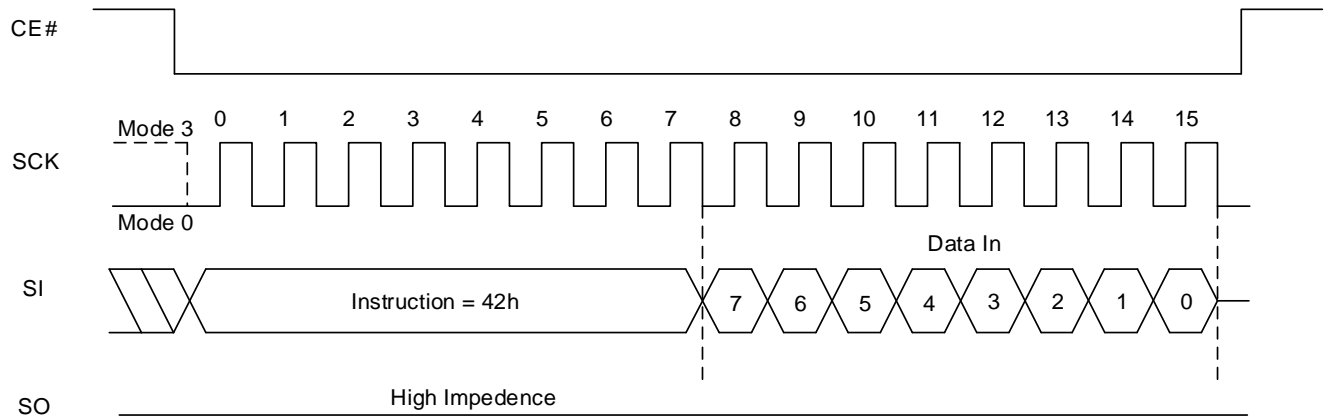 CE#
Mode 3
0 1 2 3 4 5 6 7 8 9 10 11 12 13 14 15
SCK
Mode 0
Data In
SI
Instruction = 42h
7 6 5 4 3 2 1 0
High Impedence
SO